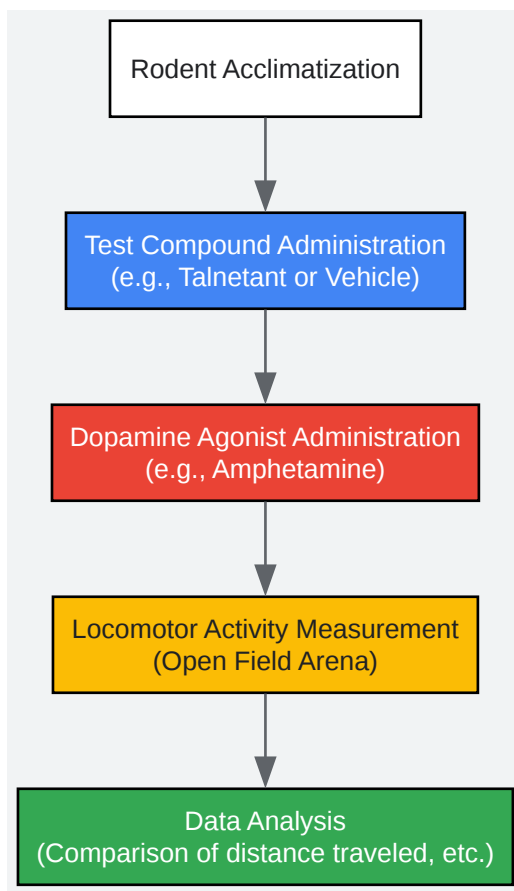 Rodent Acclimatization
Test Compound Administration
(e.g., Talnetant or Vehicle)
Dopamine Agonist Administration
(e.g., Amphetamine)
Locomotor Activity Measurement
(Open Field Arena)
Data Analysis
(Comparison of distance traveled, etc.)